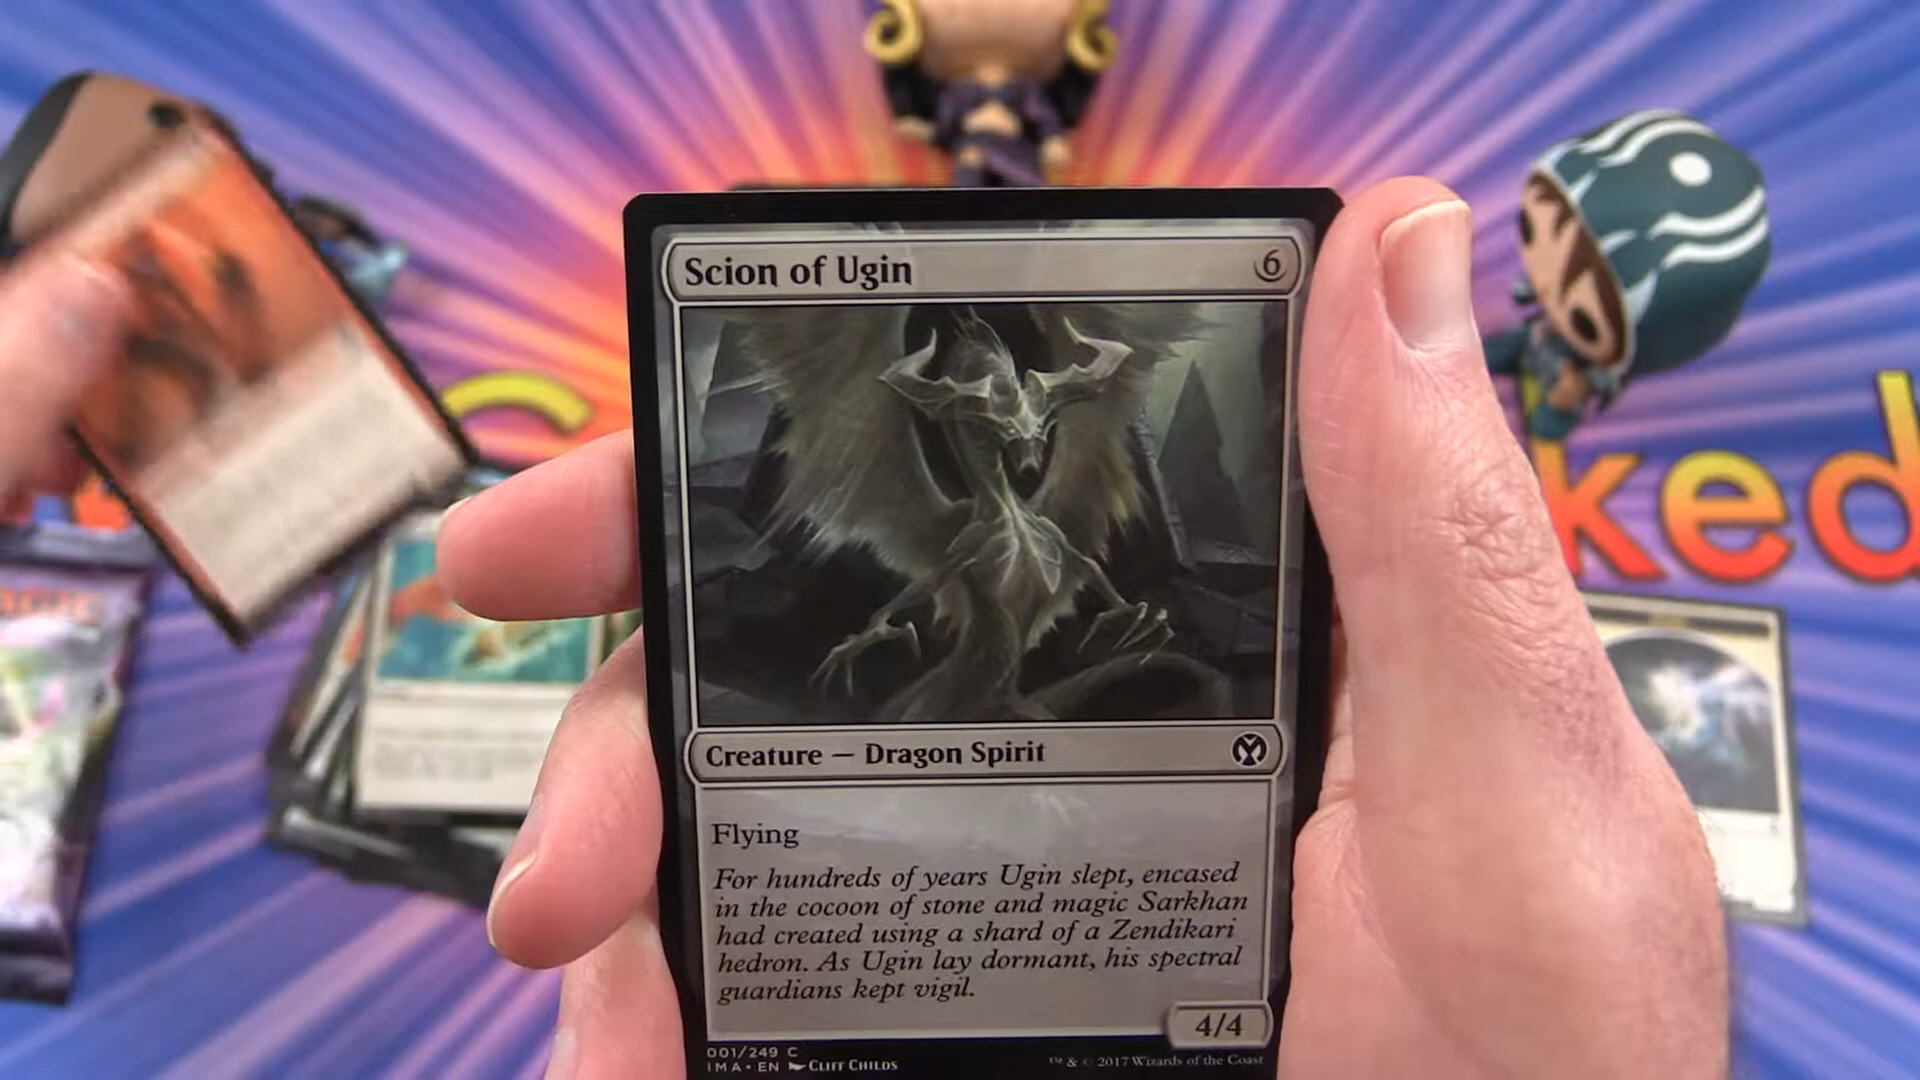 Scion of Ugin
6
ked
Creature — Dragon Spirit
Flying
For hundreds of years Ugin slept, encased
in the cocoon of stone and magic Sarkhan
had created using a shard of a Zendikari
hedron. As Ugin lay dormant, his spectral
guardians kept vigil.
4/4
001/249 C
IMA • EN CLIFF CHILDS
™ & © 2017 Wizards of the Coast